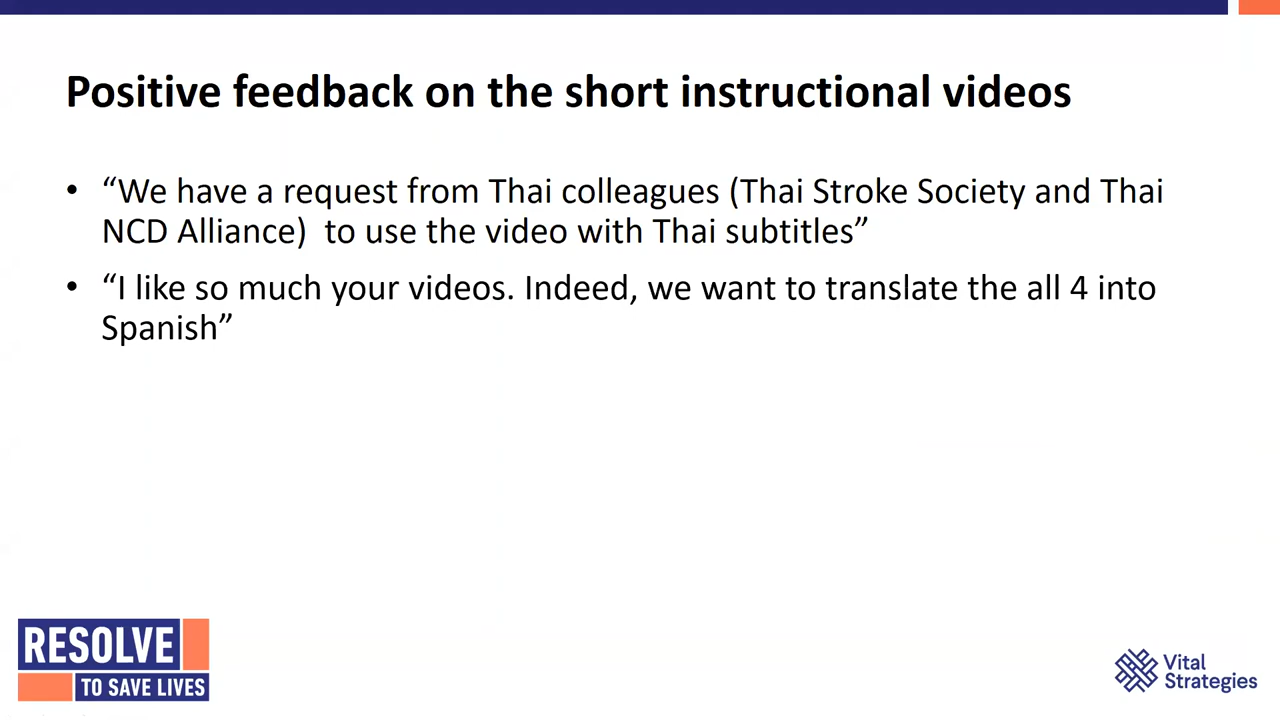 Positive feedback on the short instructional videos
• “We have a request from Thai colleagues (Thai Stroke Society and Thai
NCD Alliance)  to use the video with Thai subtitles”
• “I like so much your videos. Indeed, we want to translate the all 4 into
Spanish”
RESOLVE
TO SAVE LIVES
Vital
Strategies